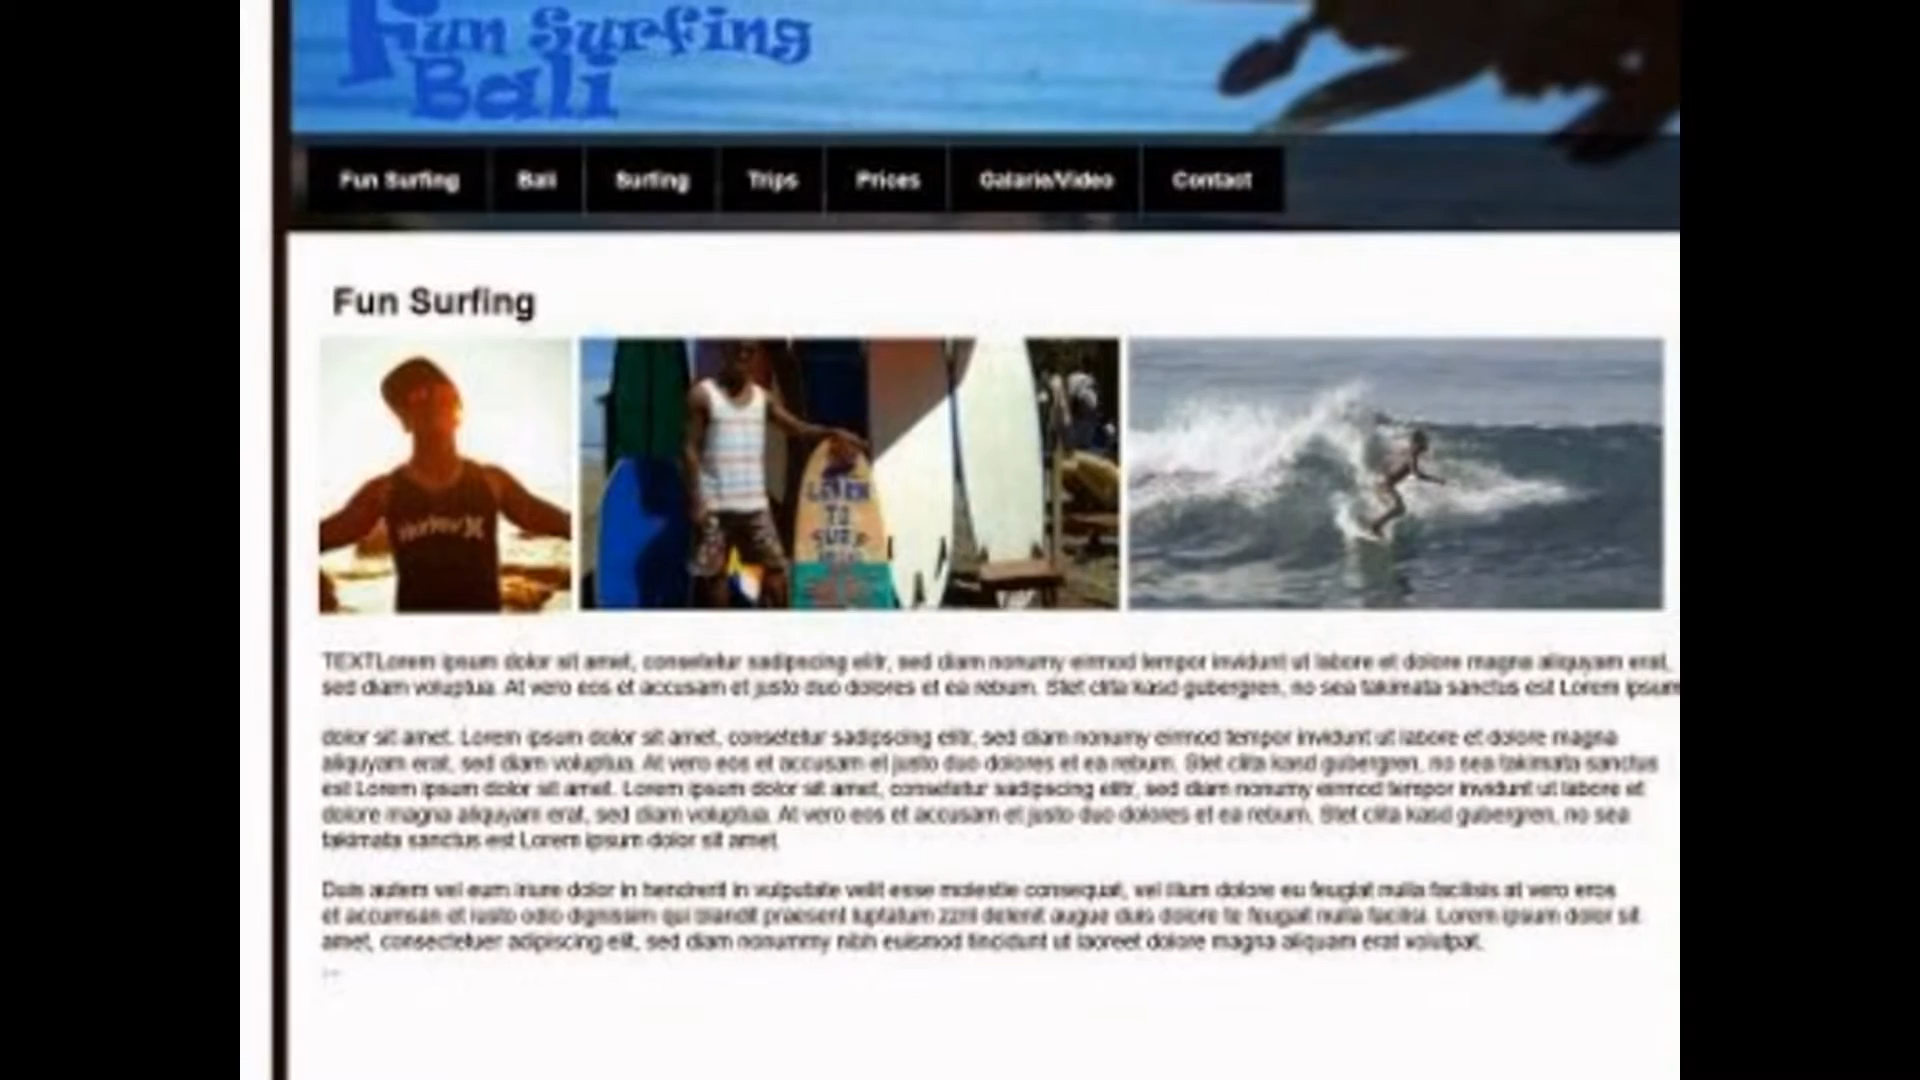 Fun Surfing
Bali
Fun Surfing Bali Surfing Trips Prices Galarie/Video Contact
Fun Surfing
Hurley
TO
SURF
TEXTLorem ipsum dolor sit amet, consetetur sadipscing elitr, sed diam nonumy eirmod tempor invidunt ut labore et dolore magna aliquyam erat,
sed diam voluptua. At vero eos et accusam et justo duo dolores et ea rebum. Stet clita kasd gubergren, no sea takimata sanctus est Lorem ipsum
dolor sit amet. Lorem ipsum dolor sit amet, consetetur sadipscing elitr, sed diam nonumy eirmod tempor invidunt ut labore et dolore magna
aliquyam erat, sed diam voluptua. At vero eos et accusam et justo duo dolores et ea rebum. Stet clita kasd gubergren, no sea takimata sanctus
est Lorem ipsum dolor sit amet. Lorem ipsum dolor sit amet, consetetur sadipscing elitr, sed diam nonumy eirmod tempor invidunt ut labore et
dolore magna aliquyam erat, sed diam voluptua. At vero eos et accusam et justo duo dolores et ea rebum. Stet clita kasd gubergren, no sea
takimata sanctus est Lorem ipsum dolor sit amet.
Duis autem vel eum iriure dolor in hendrerit in vulputate velit esse molestie consequat, vel illum dolore eu feugiat nulla facilisis at vero eros
et accumsan et iusto odio dignissim qui blandit praesent luptatum zzril delenit augue duis dolore te feugait nulla facilisi. Lorem ipsum dolor sit
amet, consectetuer adipiscing elit, sed diam nonummy nibh euismod tincidunt ut laoreet dolore magna aliquam erat volutpat.